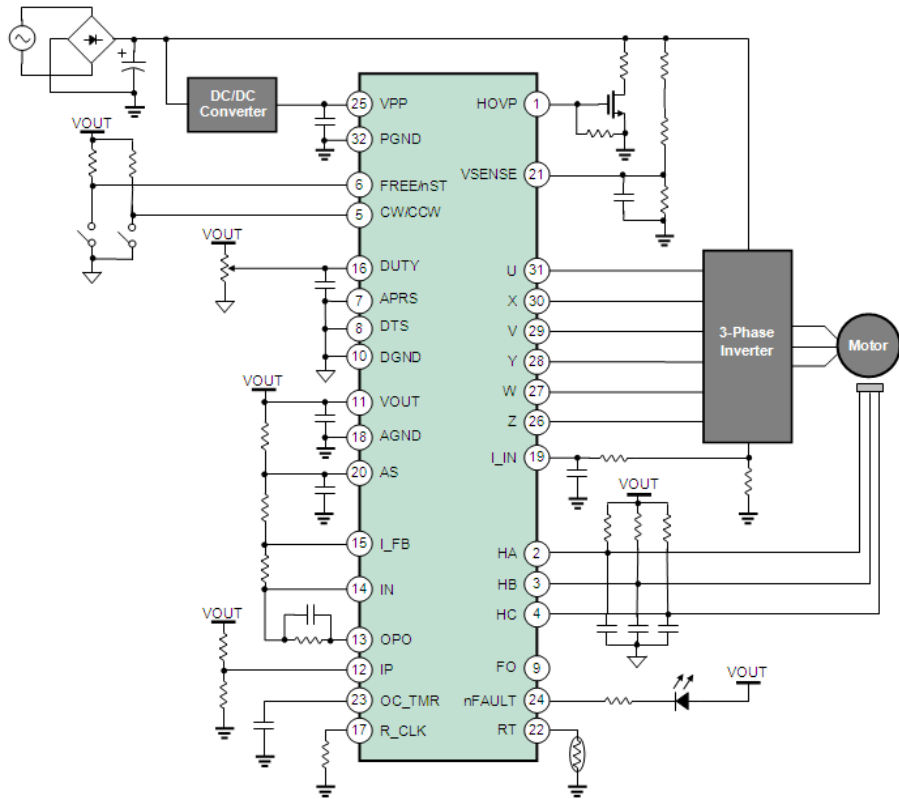 DC/DC
Converter
VOUT
25 VPP
32 PGND
6 FREE/nST
5 CW/CCW
VOUT
16 DUTY
7 APRS
8 DTS
10 DGND
VOUT
11 VOUT
18 AGND
20 AS
15 I_FB
14 IN
13 OPO
VOUT
12 IP
23 OC_TMR
17 R_CLK
HOVP 1
VSENSE 21
U 31
X 30
V 29
Y 28
W 27
Z 26
I_IN 19
3-Phase
Inverter
Motor
VOUT
HA 2
HB 3
HC 4
FO 9
nFAULT 24
VOUT
RT 22
+